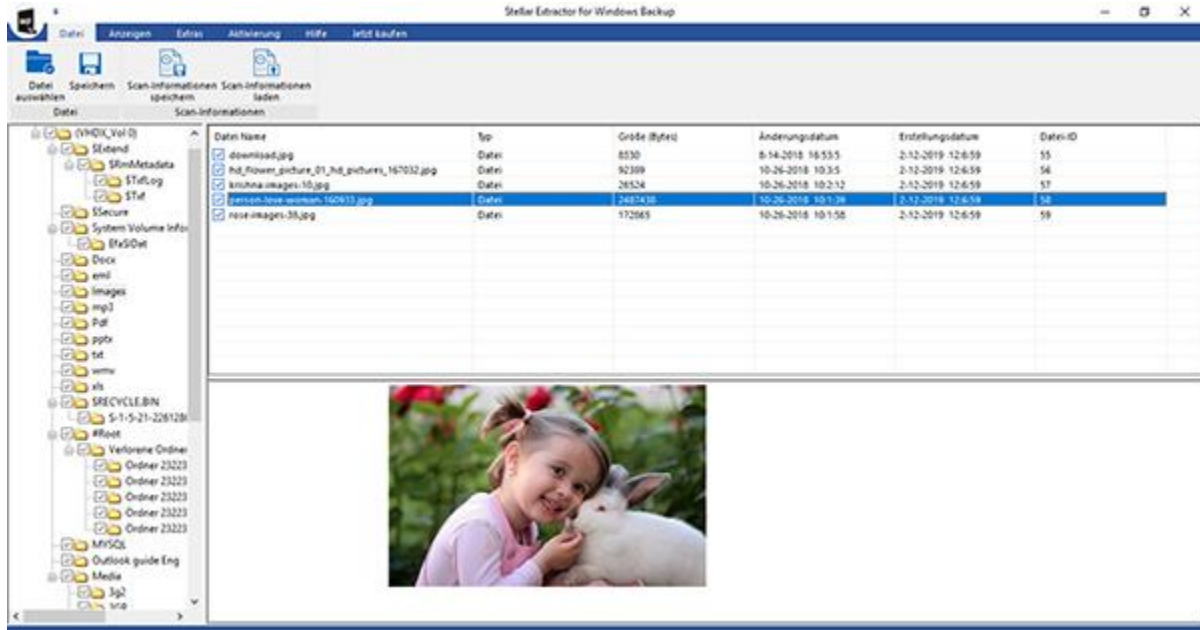 Stellar Extractor for Windows Backup
Datei Anzeigen Extras Aktivierung Hilfe Jetzt kaufen
Datei auswählen
Speichern
Scan-Informationen speichern
Scan-Informationen laden
Datei
Scan-Informationen
(VHDX_Vol 0)
$Extend
$RmMetadata
$TxfLog
$Txf
$Secure
System Volume Infor
EfaSIDat
Docx
eml
Images
mp3
Pdf
pptx
txt
wmv
xls
$RECYCLE.BIN
S-1-5-21-2261280
#Root
Verlorene Ordner
Ordner 23223
Ordner 23223
Ordner 23223
Ordner 23223
Ordner 23223
MYSQL
Outlook guide Eng
Media
3g2
Datei Name Typ Größe (Bytes) Änderungsdatum Erstellungsdatum Datei-ID
download.jpg Datei 8530 8-14-2018 16:53:5 2-12-2019 12:6:59 55
hd_flower_picture_01_hd_pictures_167032.jpg Datei 92309 10-26-2018 10:3:5 2-12-2019 12:6:59 56
krishna-images-10.jpg Datei 26524 10-26-2018 10:2:12 2-12-2019 12:6:59 57
person-love-woman-160933.jpg Datei 2487438 10-26-2018 10:1:39 2-12-2019 12:6:59 58
rose-images-38.jpg Datei 172865 10-26-2018 10:1:58 2-12-2019 12:6:59 59